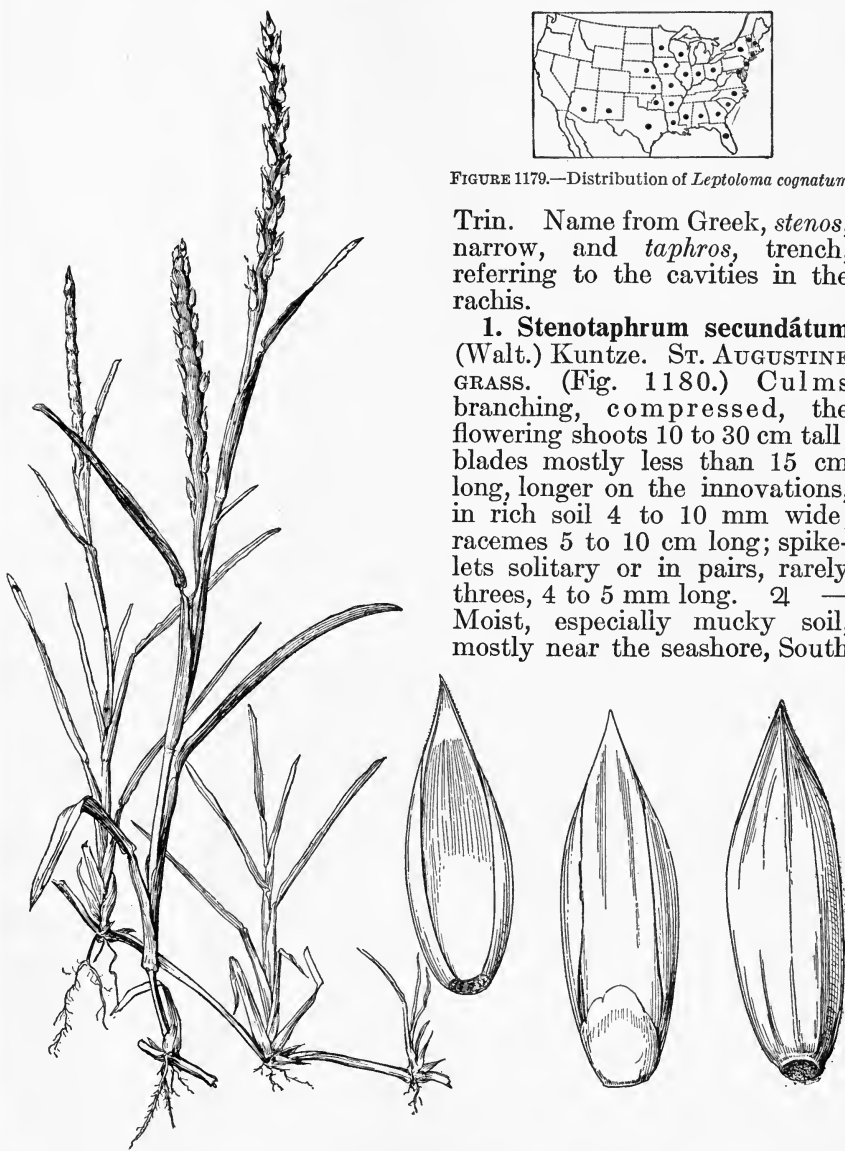 FIGURE 1179.—Distribution of Leptoloma cognatum
Trin. Name from Greek, stenos,
narrow, and taphros, trench,
referring to the cavities in the
rachis.
1. Stenotaphrum secundátum
(Walt.) Kuntze. ST. AUGUSTINE
GRASS. (Fig. 1180.) Culms
branching, compressed, the
flowering shoots 10 to 30 cm tall
blades mostly less than 15 cm
long, longer on the innovations,
in rich soil 4 to 10 mm wide
racemes 5 to 10 cm long; spike-
lets solitary or in pairs, rarely
threes, 4 to 5 mm long. ♃ —
Moist, especially mucky soil,
mostly near the seashore, South